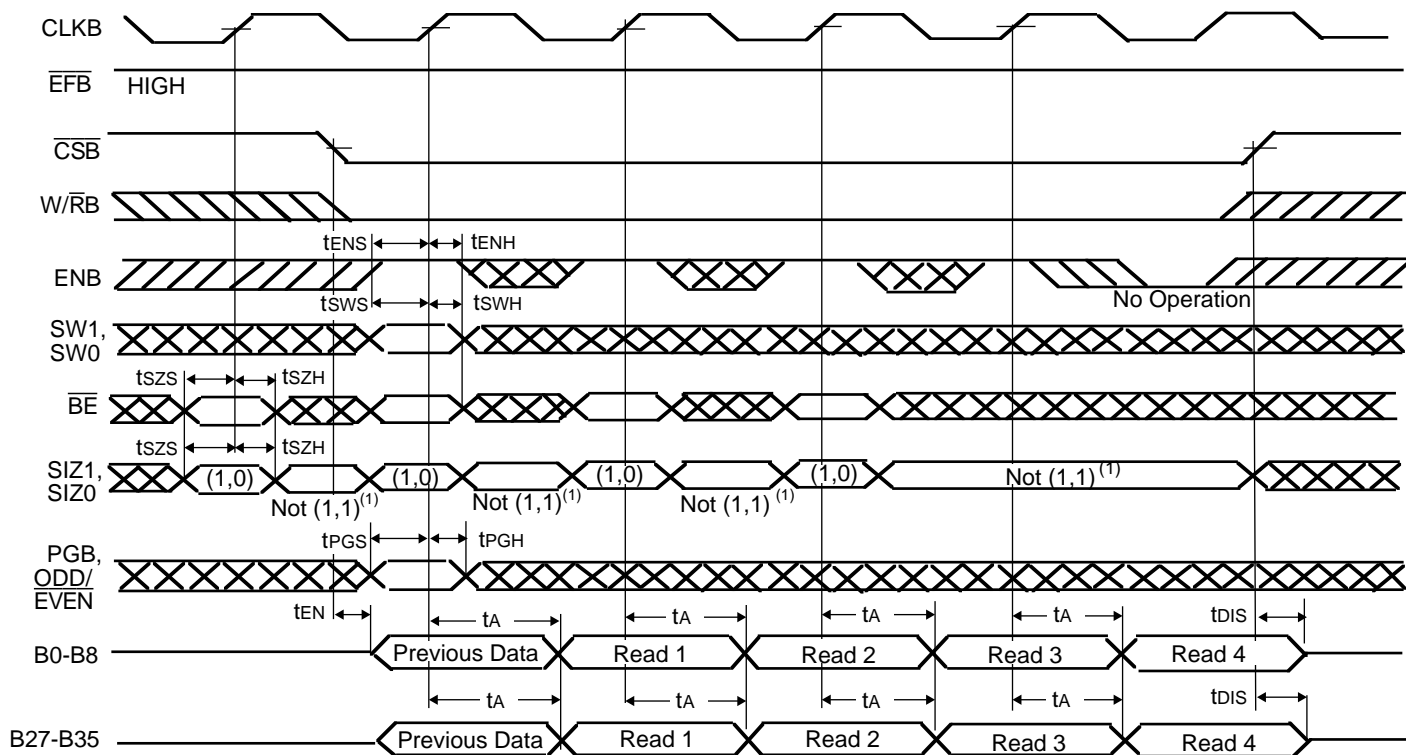 CLKB
EFB HIGH
CSB
W/RB
tENS tENH
ENB
No Operation
tSWS tSWH
SW1,
SW0
tSZS tSZH
BE
tSZS tSZH
SIZ1,
SIZ0
(1,0) (1,0) (1,0) (1,0) Not (1,1)(1)
Not (1,1)(1) Not (1,1)(1) Not (1,1)(1)
tPGS tPGH
PGB,
ODD/
EVEN
tEN tA tA tA tA tDIS
B0-B8 Previous Data Read 1 Read 2 Read 3 Read 4
tA tA tA tA tDIS
B27-B35 Previous Data Read 1 Read 2 Read 3 Read 4